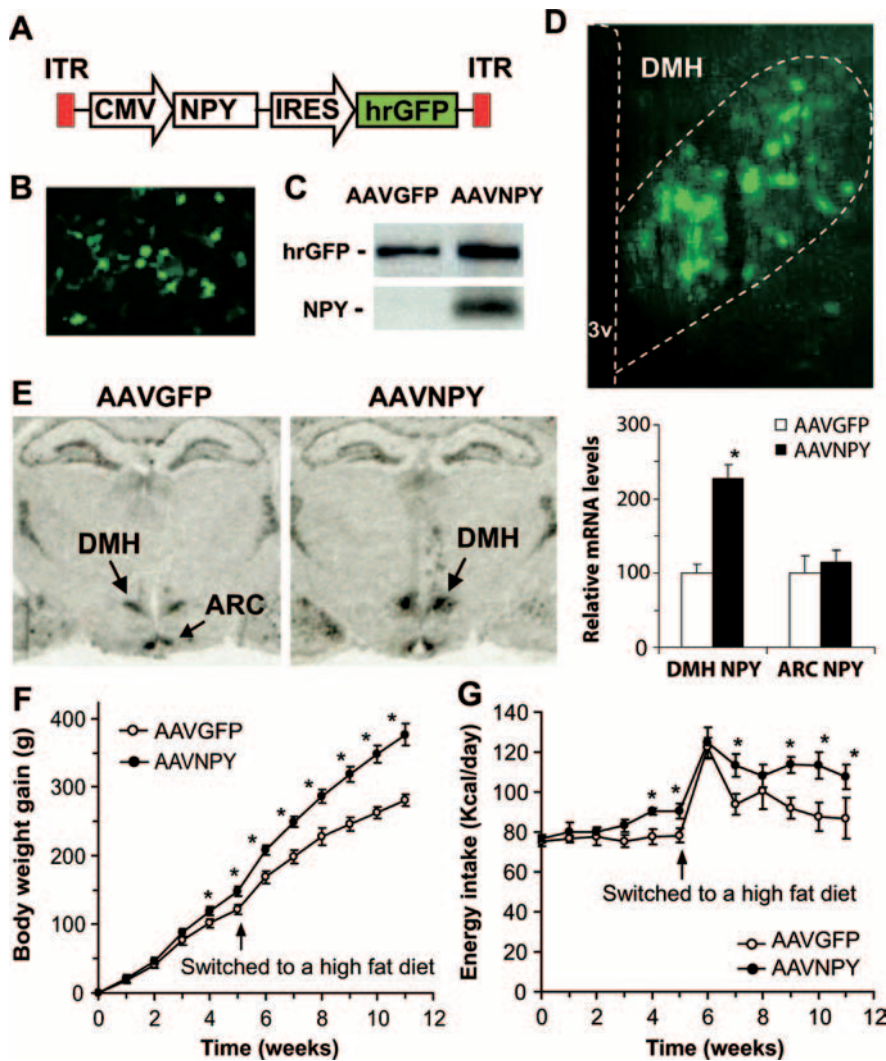 A
ITR
ITR
CMV
NPY
IRES
hrGFP
B
C
AAVGFP AAVNPY
hrGFP -
NPY -
D
DMH
3v
E
AAVGFP
AAVNPY
DMH
ARC
DMH
Relative mRNA levels
300
200
100
0
AAVGFP
AAVNPY
*
DMH NPY
ARC NPY
F
Body weight gain (g)
400
300
200
100
0
AAVGFP
AAVNPY
* * * * * * * *
Switched to a high fat diet
0 2 4 6 8 10 12
Time (weeks)
G
Energy intake (Kcal/day)
140
120
100
80
60
40
20
0
* * * * * *
Switched to a high fat diet
AAVGFP
AAVNPY
0 2 4 6 8 10 12
Time (weeks)